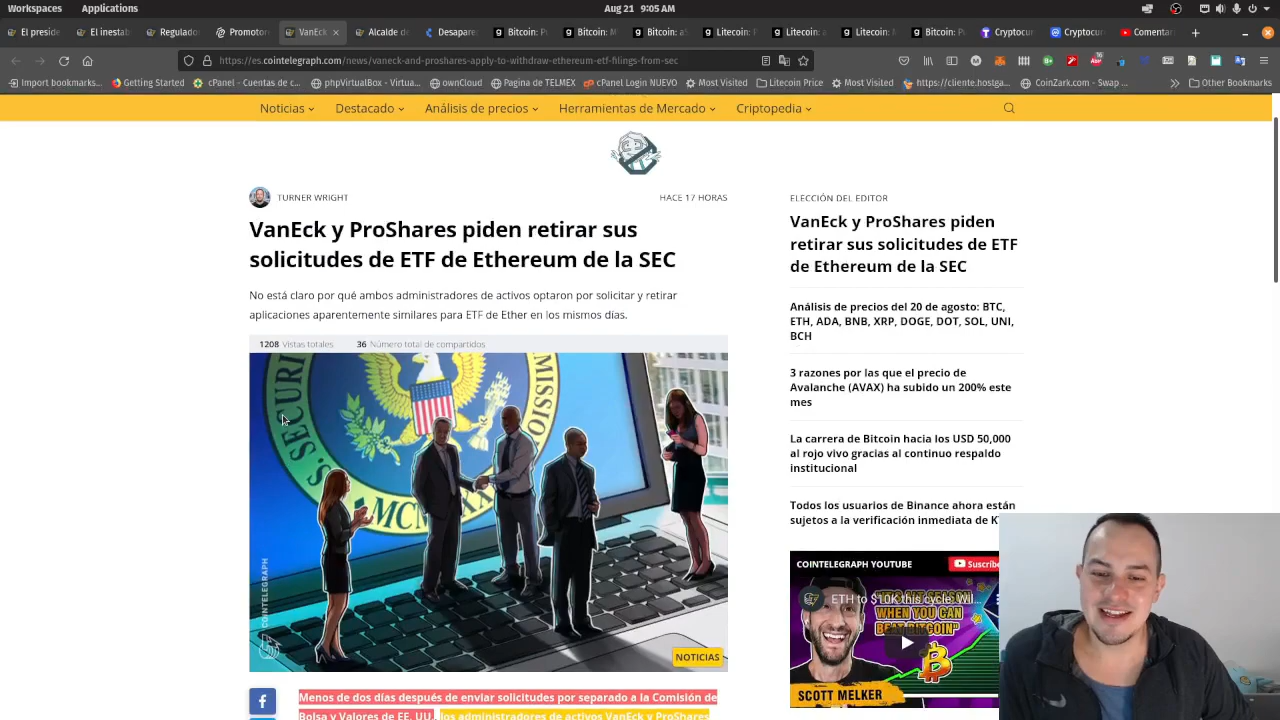 Workspaces Applications Aug 21 9:05 AM
El preside El inestab Regulador Promotor VanEck Alcalde de Desapare Bitcoin: P Bitcoin: M Bitcoin: a Litecoin: P Litecoin: a Litecoin: M Bitcoin Cryptocur Cryptocur Comentar
https://es.cointelegraph.com/news/vaneck-and-proshares-apply-to-withdraw-ethereum-etf-filings-from-sec
Import bookmarks... Getting Started cPanel - Cuentas de c... phpVirtualBox - Virtua... ownCloud Pagina de TELMEX cPanel Login NUEVO Most Visited Litecoin Price Most Visited https://cliente.hostga... CoinZark.com - Swap ... Other Bookmarks
Noticias Destacado Análisis de precios Herramientas de Mercado Criptopedia
TURNER WRIGHT HACE 17 HORAS
VanEck y ProShares piden retirar sus
solicitudes de ETF de Ethereum de la SEC
No está claro por qué ambos administradores de activos optaron por solicitar y retirar
aplicaciones aparentemente similares para ETF de Ether en los mismos días.
1208 Vistas totales 36 Número total de compartidos
COINTELEGRAPH
NOTICIAS
Menos de dos días después de enviar solicitudes por separado a la Comisión de
Bolsa y Valores de EE. UU., los administradores de activos VanEck y ProShares
ELECCIÓN DEL EDITOR
VanEck y ProShares piden
retirar sus solicitudes de ETF
de Ethereum de la SEC
Análisis de precios del 20 de agosto: BTC,
ETH, ADA, BNB, XRP, DOGE, DOT, SOL, UNI,
BCH
3 razones por las que el precio de
Avalanche (AVAX) ha subido un 200% este
mes
La carrera de Bitcoin hacia los USD 50,000
al rojo vivo gracias al continuo respaldo
institucional
Todos los usuarios de Binance ahora están
sujetos a la verificación inmediata de
COINTELEGRAPH YOUTUBE Suscribe
ETH to $10K this cycle: Wil...
WHEN YOU CAN
SCOTT MELKER